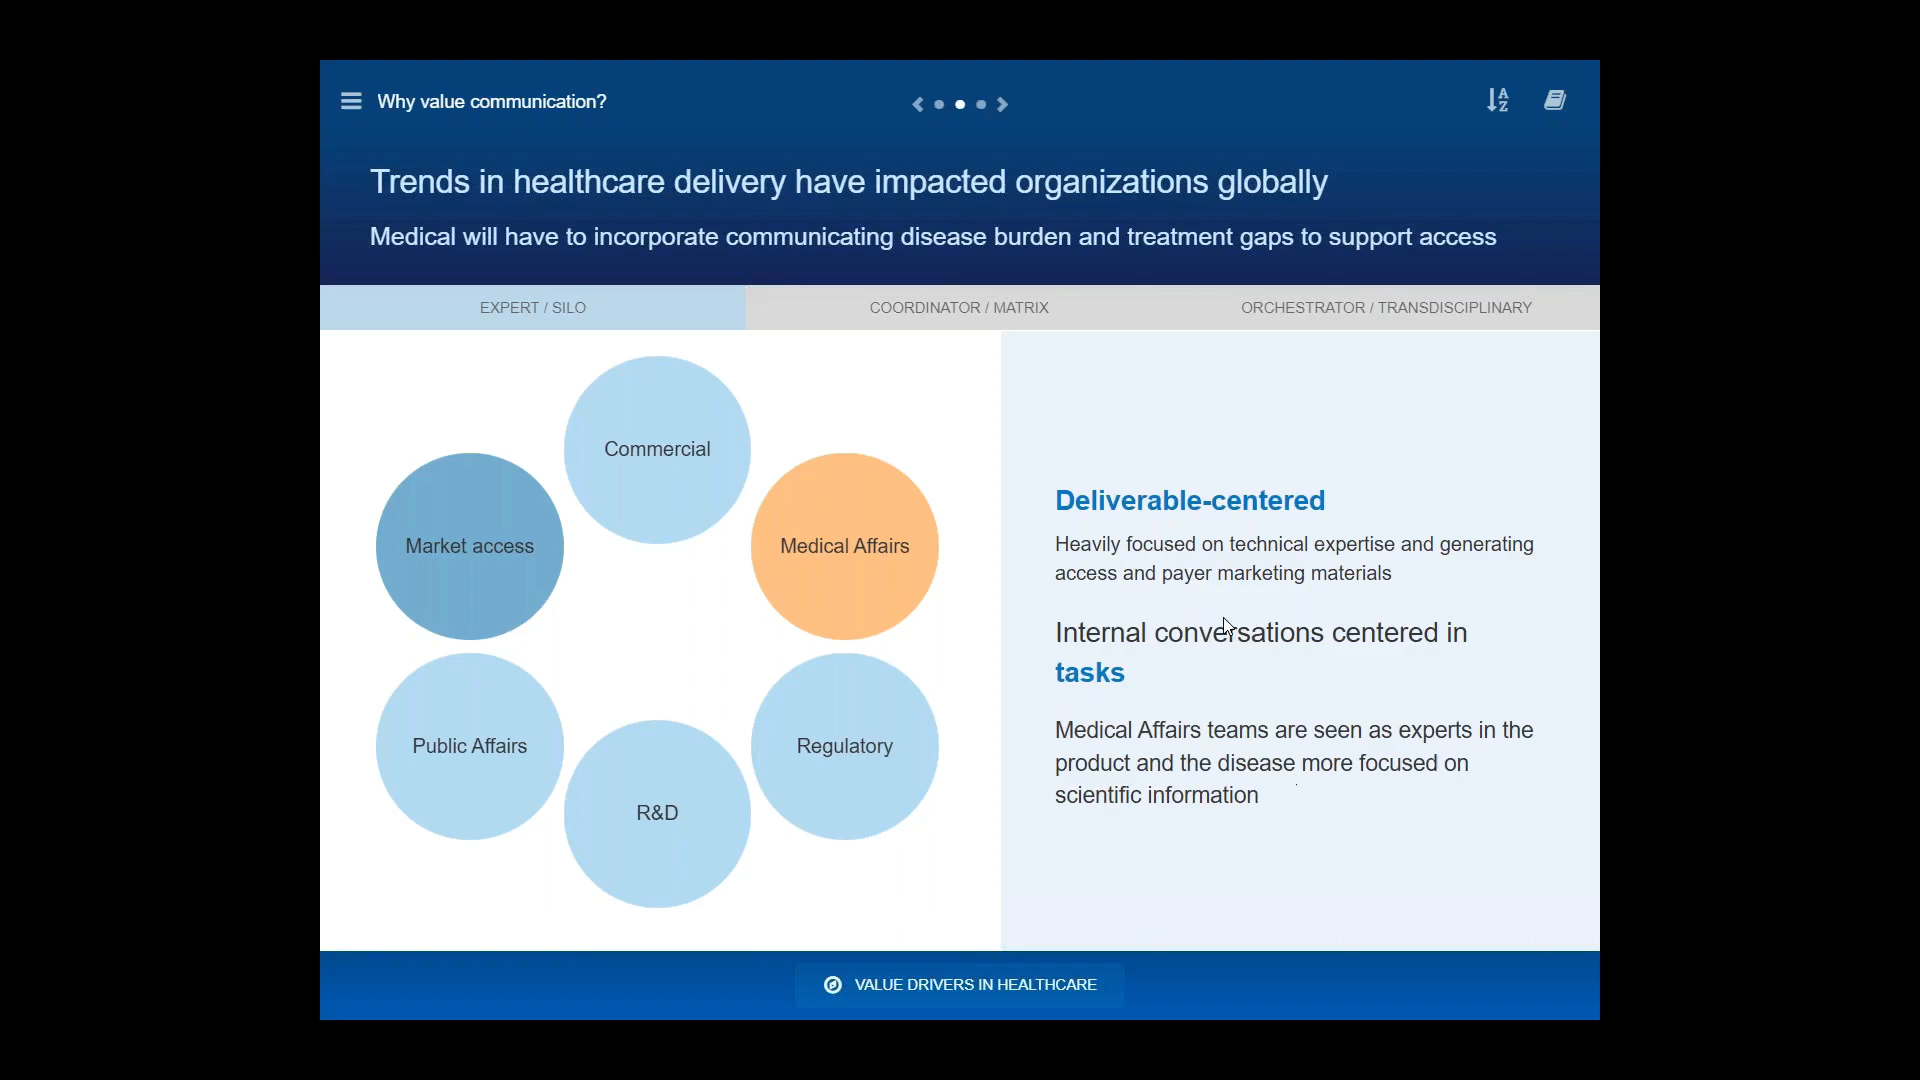 Why value communication?
Trends in healthcare delivery have impacted organizations globally
Medical will have to incorporate communicating disease burden and treatment gaps to support access
EXPERT / SILO
COORDINATOR / MATRIX
ORCHESTRATOR / TRANSDISCIPLINARY
Commercial
Market access
Medical Affairs
Public Affairs
Regulatory
R&D
Deliverable-centered
Heavily focused on technical expertise and generating
access and payer marketing materials
Internal conversations centered in
tasks
Medical Affairs teams are seen as experts in the
product and the disease more focused on
scientific information
VALUE DRIVERS IN HEALTHCARE